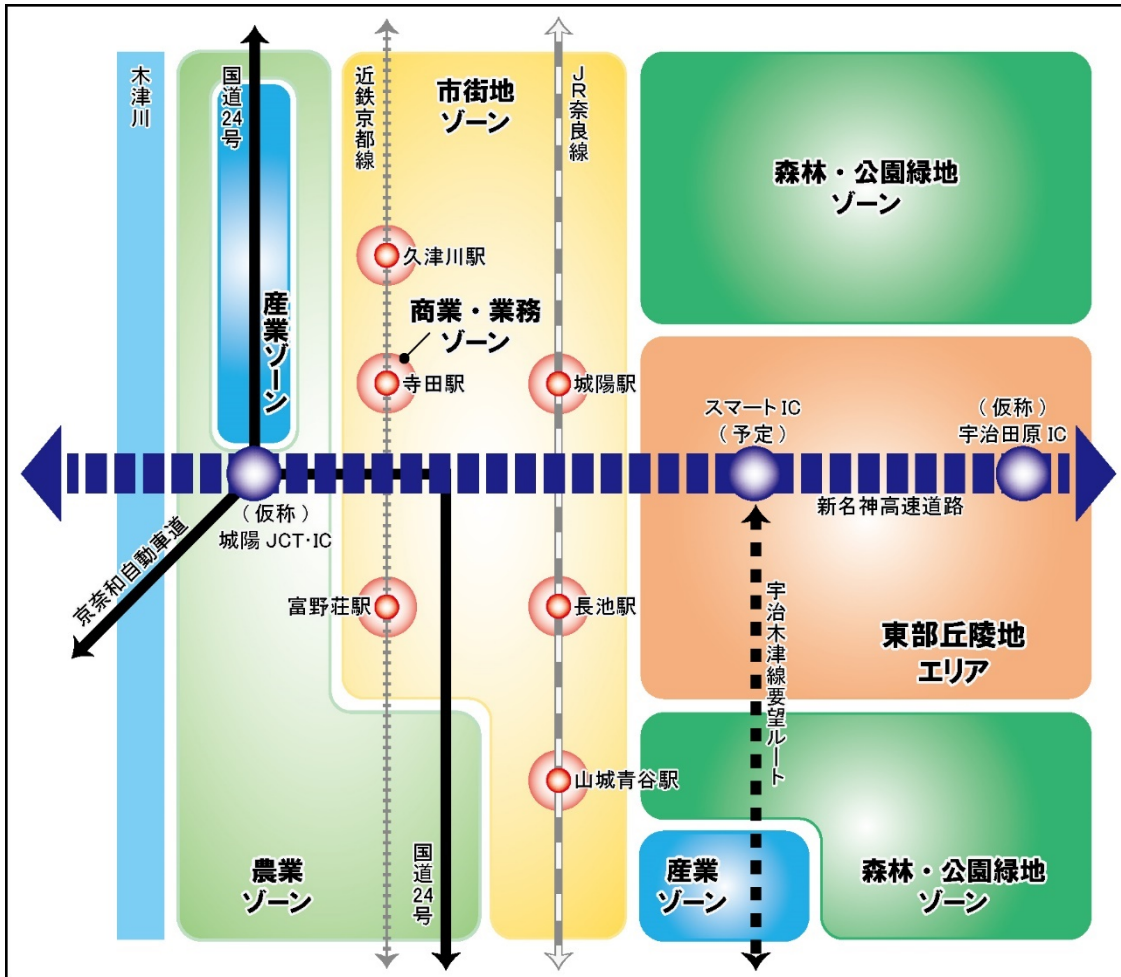 木津川
国道24号
近鉄京都線
市街地
ゾーン
JR奈良線
森林・公園緑地
ゾーン
久津川駅
産業ゾーン
商業・業務
ゾーン
寺田駅
城陽駅
スマートIC
(予定)
(仮称)
宇治田原IC
新名神高速道路
(仮称)
城陽JCT・IC
京奈和自動車道
富野荘駅
長池駅
宇治木津線要望ルート
東部丘陵地
エリア
山城青谷駅
農業
ゾーン
国道24号
産業
ゾーン
森林・公園緑地
ゾーン